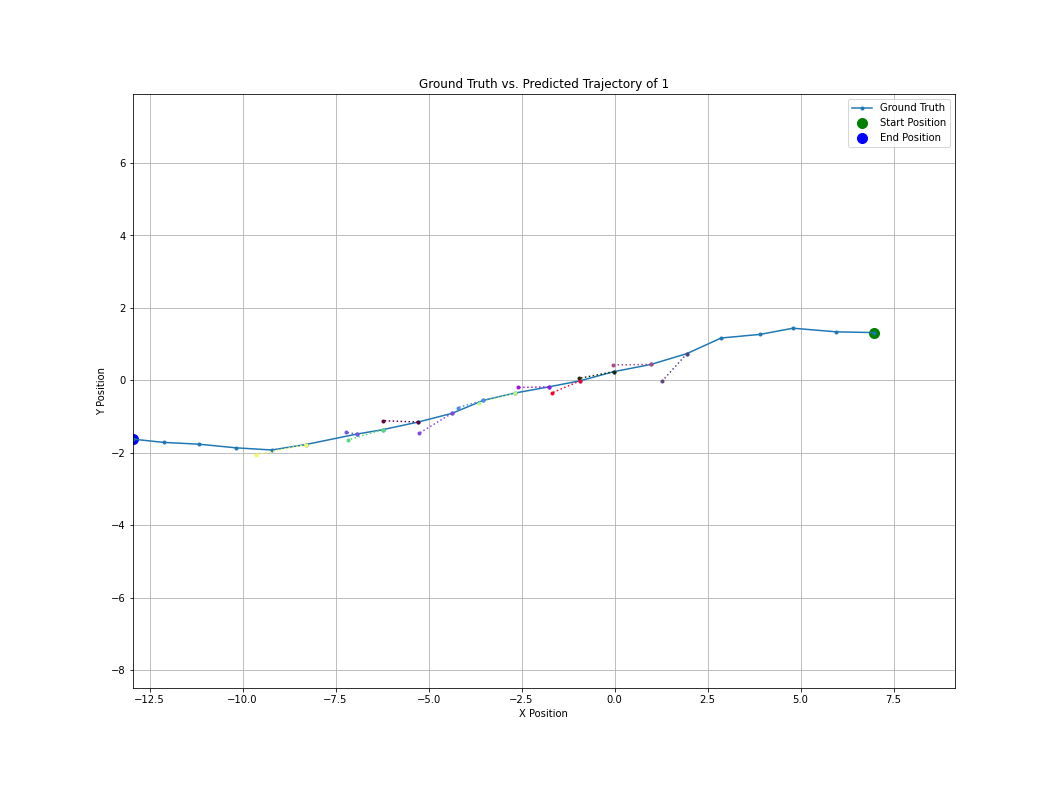 Ground Truth vs. Predicted Trajectory of 1
Ground Truth
Start Position
End Position
6
4
2
0
−2
−4
−6
−8
Y Position
−12.5 −10.0 −7.5 −5.0 −2.5 0.0 2.5 5.0 7.5
X Position